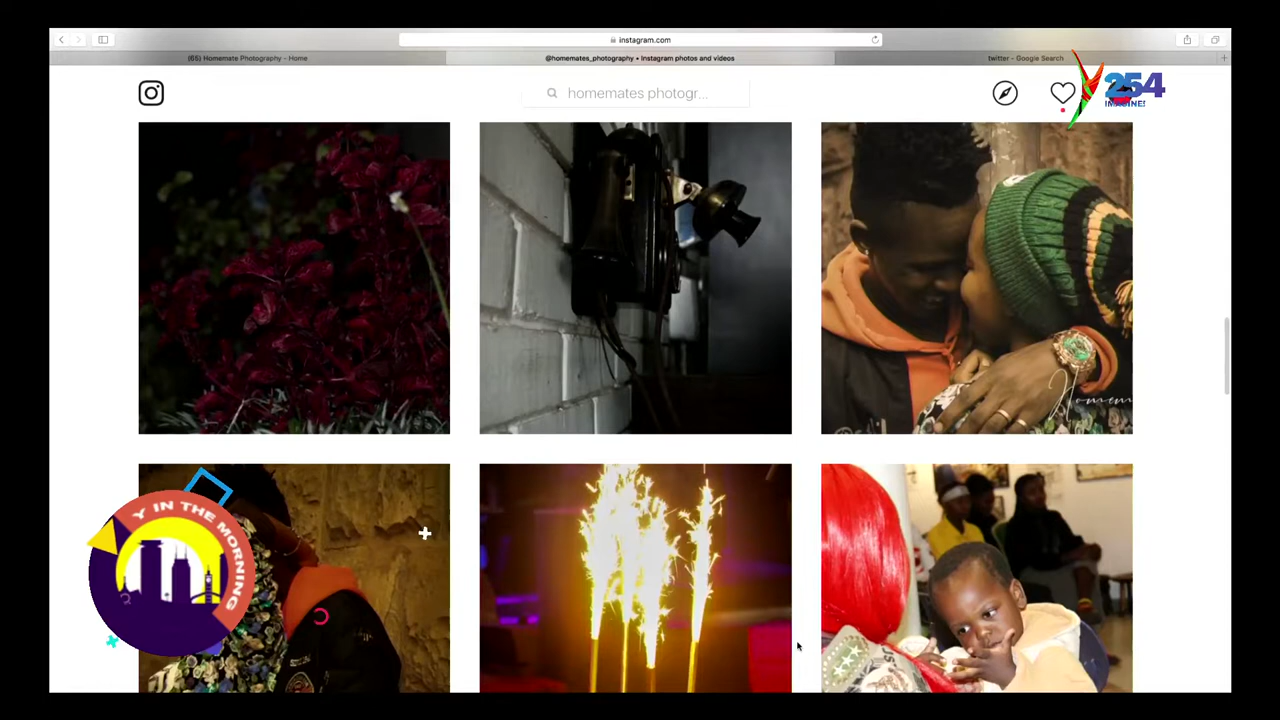 instagram.com
(65) Homemate Photography - Home
@homemates_photography • Instagram photos and videos
twitter - Google Search
homemates photogr...
254
IMAGINE!
Y IN THE MORNING